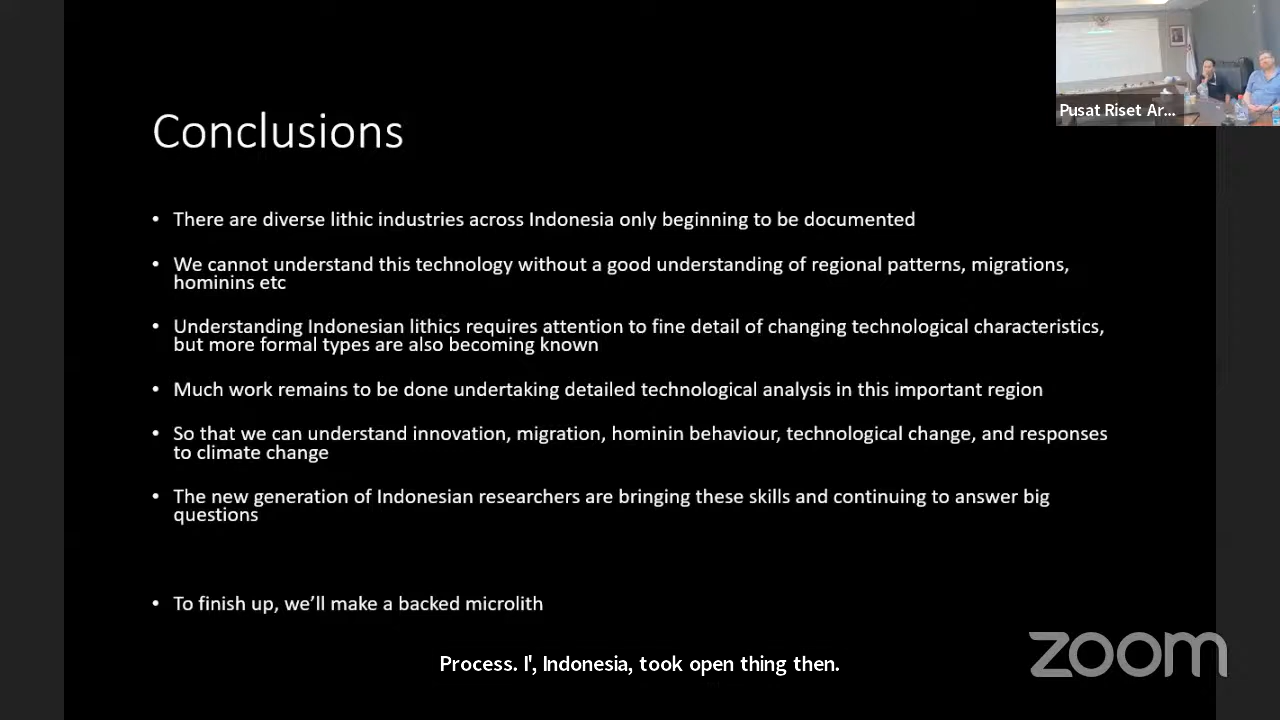 Pusat Riset Ar...
Conclusions
• There are diverse lithic industries across Indonesia only beginning to be documented
• We cannot understand this technology without a good understanding of regional patterns, migrations,
hominins etc
• Understanding Indonesian lithics requires attention to fine detail of changing technological characteristics,
but more formal types are also becoming known
• Much work remains to be done undertaking detailed technological analysis in this important region
• So that we can understand innovation, migration, hominin behaviour, technological change, and responses
to climate change
• The new generation of Indonesian researchers are bringing these skills and continuing to answer big
questions
• To finish up, we’ll make a backed microlith
Process. I', Indonesia, took open thing then.
zoom